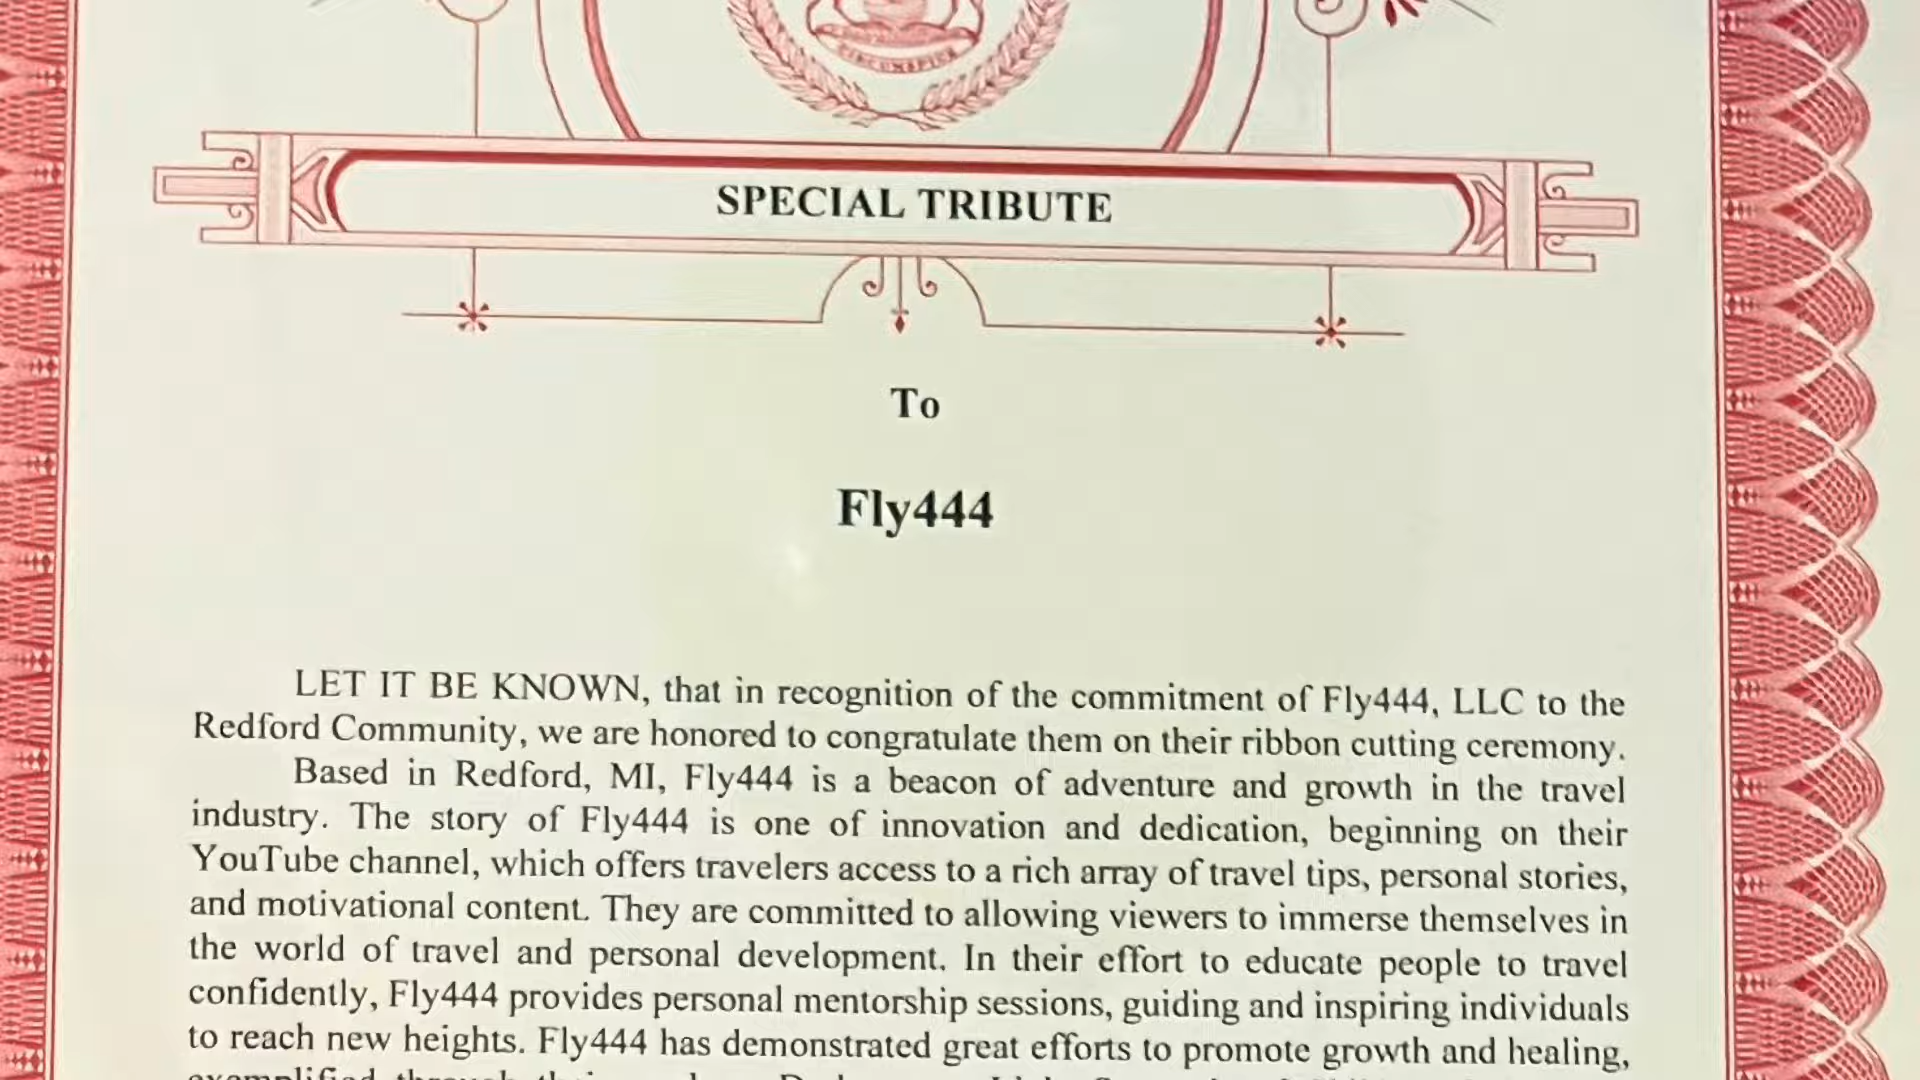 CIRCUMSPICE
SPECIAL TRIBUTE
To
Fly444
LET IT BE KNOWN, that in recognition of the commitment of Fly444, LLC to the
Redford Community, we are honored to congratulate them on their ribbon cutting ceremony.
Based in Redford, MI, Fly444 is a beacon of adventure and growth in the travel
industry. The story of Fly444 is one of innovation and dedication, beginning on their
YouTube channel, which offers travelers access to a rich array of travel tips, personal stories,
and motivational content. They are committed to allowing viewers to immerse themselves in
the world of travel and personal development. In their effort to educate people to travel
confidently, Fly444 provides personal mentorship sessions, guiding and inspiring individuals
to reach new heights. Fly444 has demonstrated great efforts to promote growth and healing,
exemplified through their